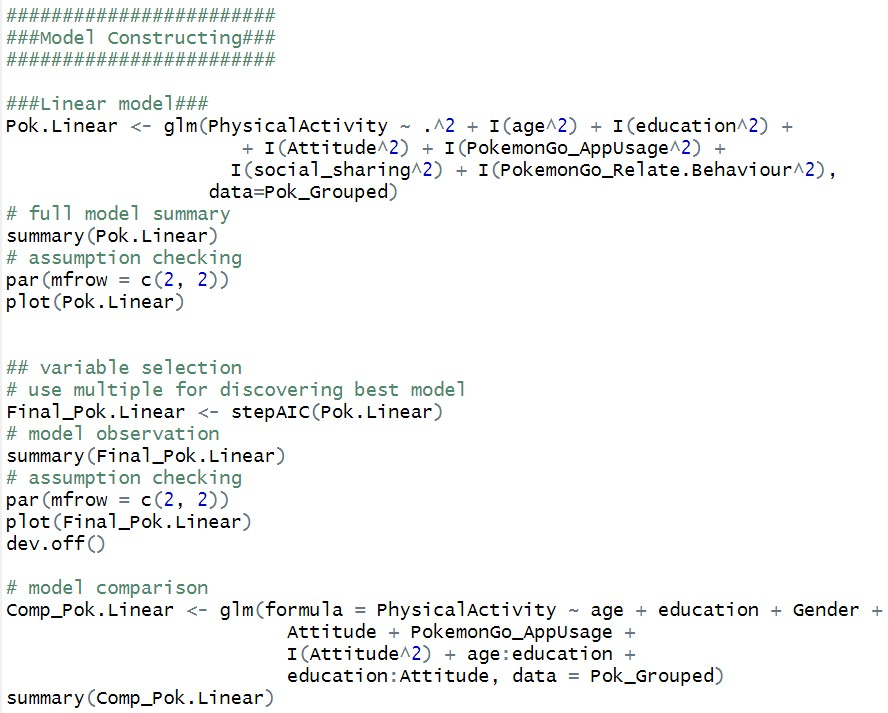 ########################
###Model Constructing###
########################
###Linear model###
Pok.Linear <- glm(PhysicalActivity ~ .^2 + I(age^2) + I(education^2) +
+ I(Attitude^2) + I(PokemonGo_AppUsage^2) +
I(social_sharing^2) + I(PokemonGo_Relate.Behaviour^2),
data=Pok_Grouped)
# full model summary
summary(Pok.Linear)
# assumption checking
par(mfrow = c(2, 2))
plot(Pok.Linear)
## variable selection
# use multiple for discovering best model
Final_Pok.Linear <- stepAIC(Pok.Linear)
# model observation
summary(Final_Pok.Linear)
# assumption checking
par(mfrow = c(2, 2))
plot(Final_Pok.Linear)
dev.off()
# model comparison
Comp_Pok.Linear <- glm(formula = PhysicalActivity ~ age + education + Gender +
Attitude + PokemonGo_AppUsage +
I(Attitude^2) + age:education +
education:Attitude, data = Pok_Grouped)
summary(Comp_Pok.Linear)